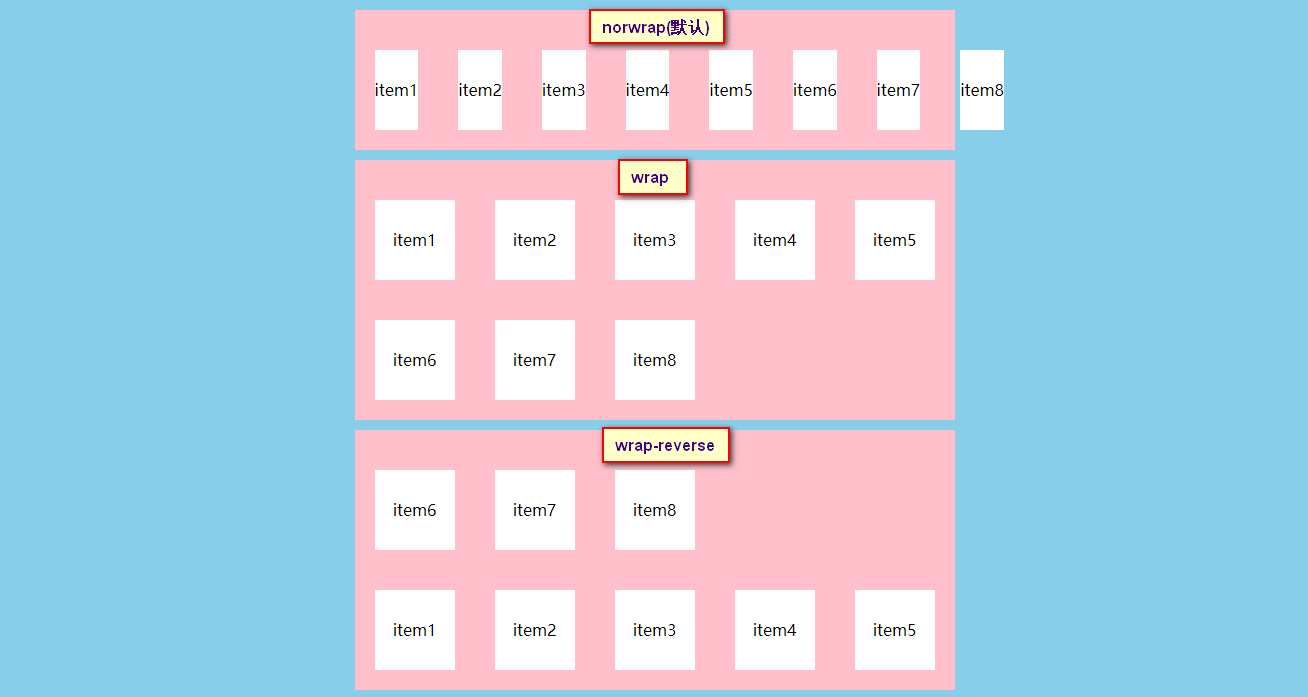 norwrap(默认)
item1 item2 item3 item4 item5 item6 item7 item8
wrap
item1 item2 item3 item4 item5
item6 item7 item8
wrap-reverse
item6 item7 item8
item1 item2 item3 item4 item5